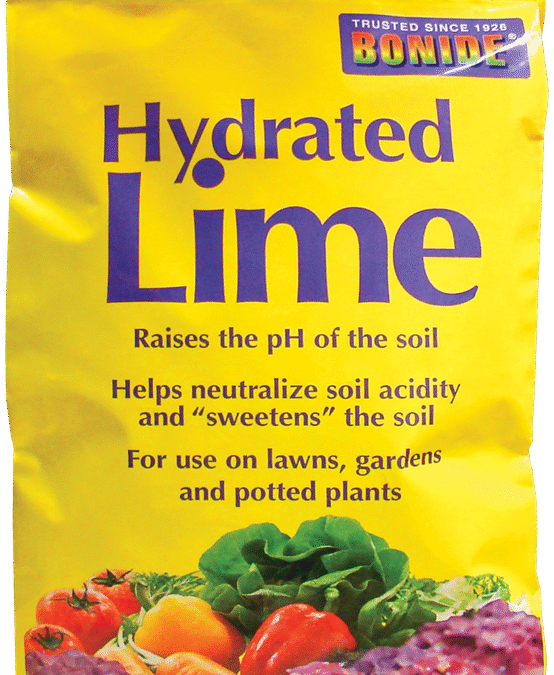 TRUSTED SINCE 1926
BONIDE®
Hydrated
Lime
Raises the pH of the soil
Helps neutralize soil acidity
and “sweetens” the soil
For use on lawns, gardens
and potted plants